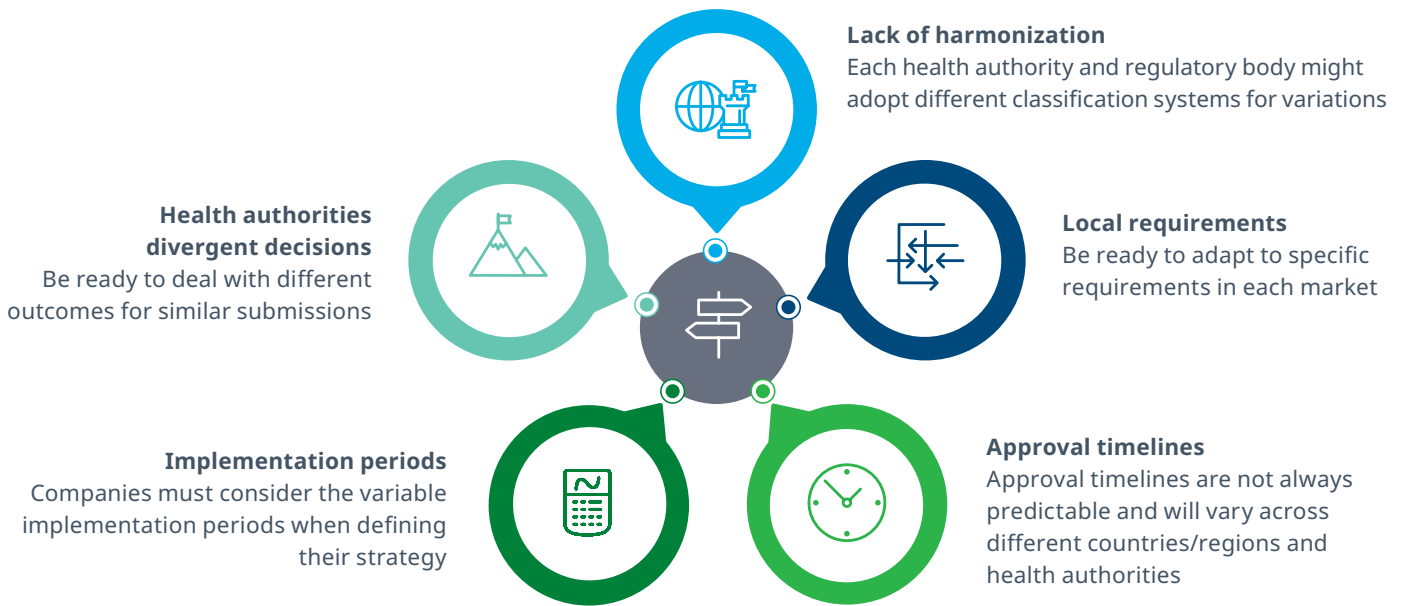 Lack of harmonization
Each health authority and regulatory body might
adopt different classification systems for variations
Health authorities
divergent decisions
Be ready to deal with different
outcomes for similar submissions
Local requirements
Be ready to adapt to specific
requirements in each market
Implementation periods
Companies must consider the variable
implementation periods when defining
their strategy
Approval timelines
Approval timelines are not always
predictable and will vary across
different countries/regions and
health authorities